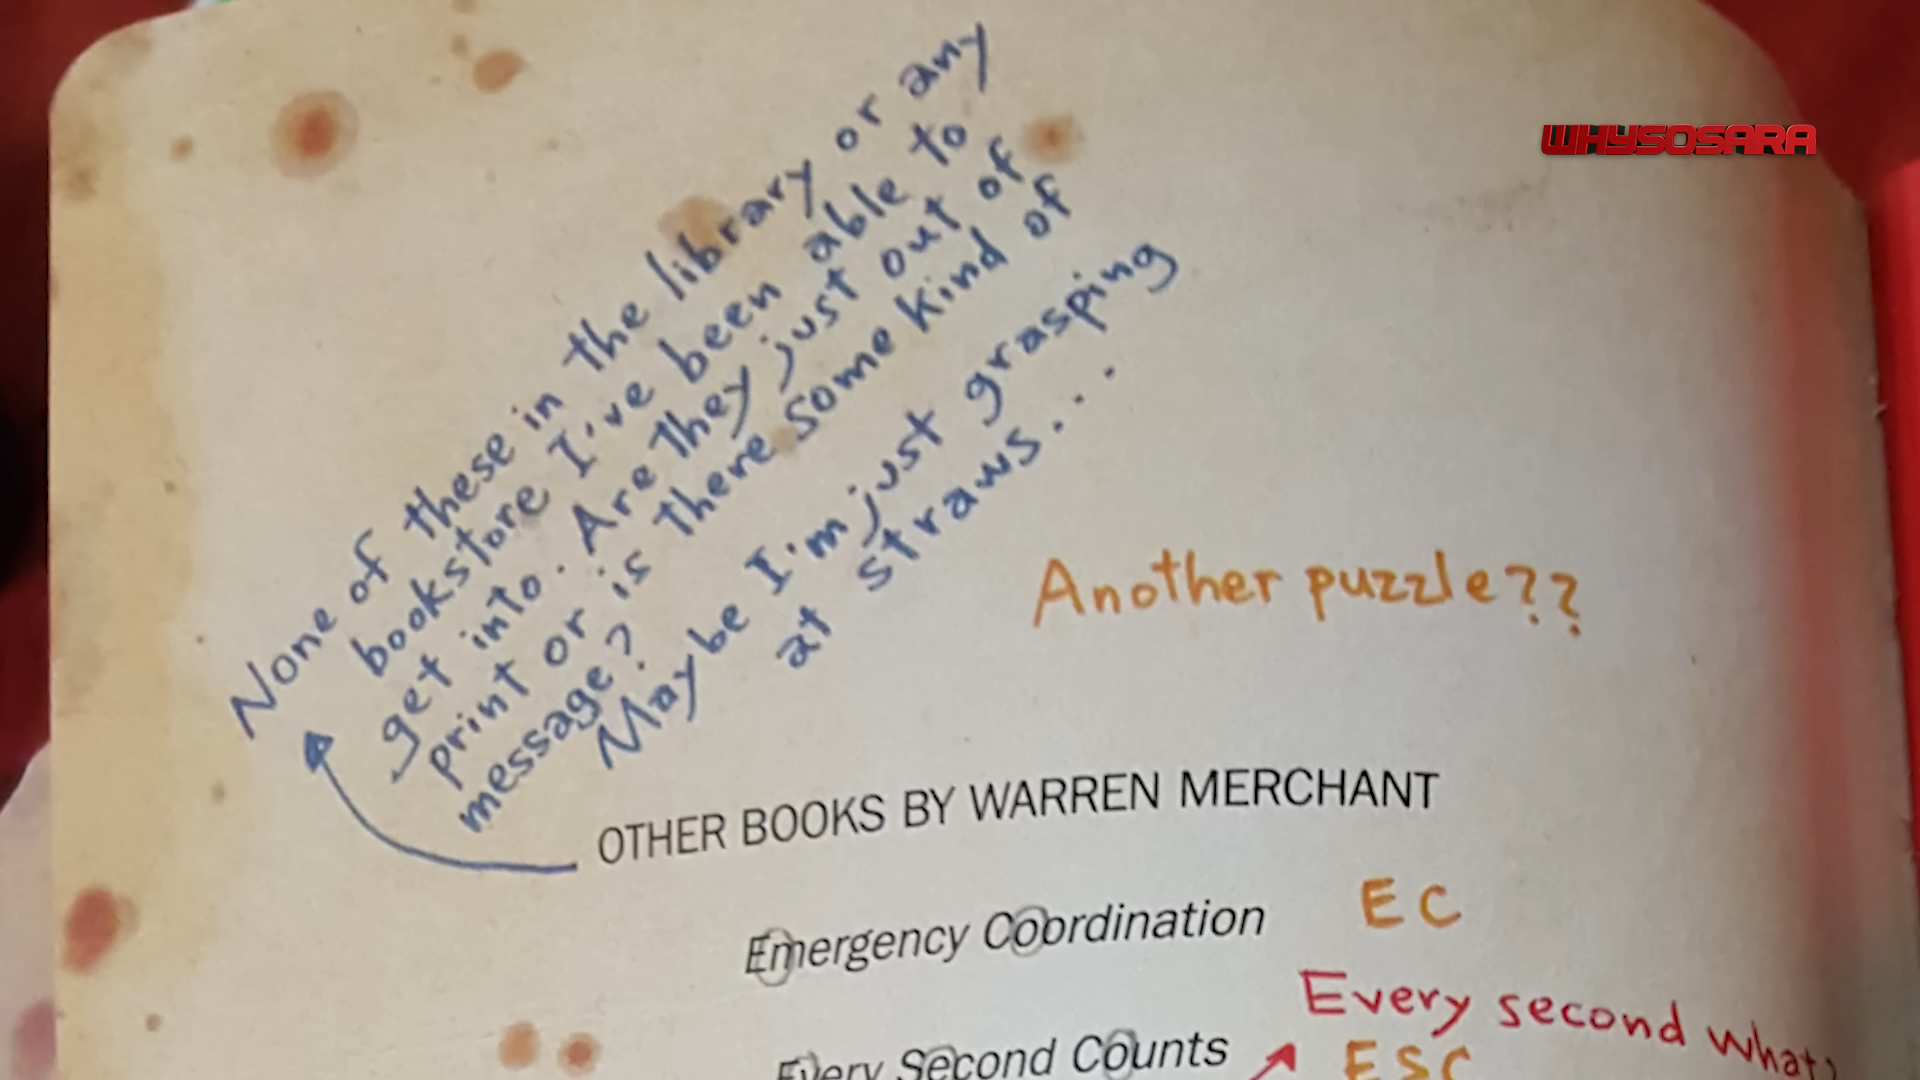 WHYSOSARA
None of these in the library or any
bookstore I've been able to
get into. Are they just out of
print or is there some kind of
message?
Maybe I'm just grasping
at straws...
Another puzzle??
OTHER BOOKS BY WARREN MERCHANT
Emergency Coordination EC
Every second what?
Every Second Counts ESC